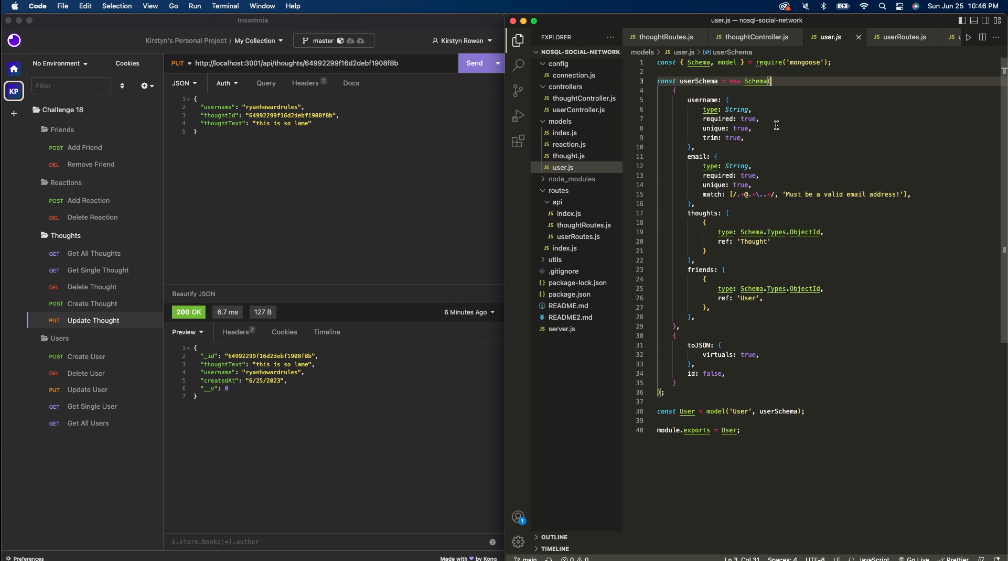 Code File Edit Selection View Go Run Terminal Window Help
Sun Jun 25 10:46 PM
Insomnia
Kirstyn's Personal Project / My Collection
master
Kirstyn Rowen
No Environment
Cookies
KP
Filter
Challenge 18
Friends
POST Add Friend
DEL Remove Friend
Reactions
POST Add Reaction
DEL Delete Reaction
Thoughts
GET Get All Thoughts
GET Get Single Thought
DEL Delete Thought
POST Create Thought
PUT Update Thought
Users
POST Create User
DEL Delete User
PUT Update User
GET Get Single User
GET Get All Users
Preferences
PUT http://localhost:3001/api/thoughts/64992299f16d2debf1908f8b
Send
JSON Auth Query Headers 1 Docs
1 {
2 "username": "ryanhowardrules",
3 "thoughtId": "64992299f16d2debf1908f8b",
4 "thoughtText": "this is so lame"
5 }
Beautify JSON
200 OK 6.7 ms 127 B 6 Minutes Ago
Preview Headers 7 Cookies Timeline
1 {
2 "_id": "64992299f16d2debf1908f8b",
3 "thoughtText": "this is so lame",
4 "username": "ryanhowardrules",
5 "createdAt": "6/25/2023",
6 "__v": 0
7 }
$.store.books[*].author
Made with by Kong
user.js — nosql-social-network
EXPLORER
NOSQL-SOCIAL-NETWORK
config
connection.js
controllers
thoughtController.js
userController.js
models
index.js
reaction.js
thought.js
user.js
node_modules
routes
api
index.js
thoughtRoutes.js
userRoutes.js
index.js
utils
.gitignore
package-lock.json
package.json
README.md
README2.md
server.js
OUTLINE
TIMELINE
thoughtRoutes.js thoughtController.js user.js userRoutes.js
models > user.js > userSchema
1 const { Schema, model } = require('mongoose');
2
3 const userSchema = new Schema(
4 {
5 username: {
6 type: String,
7 required: true,
8 unique: true,
9 trim: true,
10 },
11 email: {
12 type: String,
13 required: true,
14 unique: true,
15 match: [/.+@.+\..+/, 'Must be a valid email address!'],
16 },
17 thoughts: [
18 {
19 type: Schema.Types.ObjectId,
20 ref: 'Thought'
21 }
22 ],
23 friends: [
24 {
25 type: Schema.Types.ObjectId,
26 ref: 'User',
27 },
28 ],
29 },
30 {
31 toJSON: {
32 virtuals: true,
33 },
34 id: false,
35 }
36 );
37
38 const User = model('User', userSchema);
39
40 module.exports = User;
main 0 0 Ln 3, Col 31 Spaces: 4 UTF-8 LF JavaScript Go Live Prettier